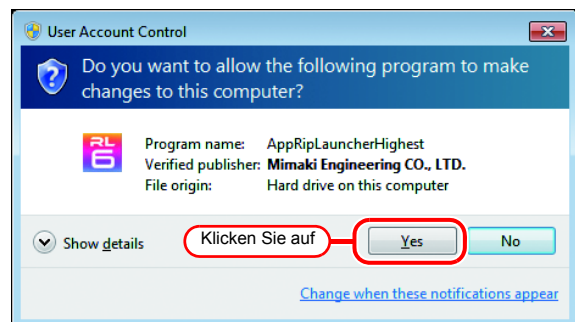 User Account Control
Do you want to allow the following program to make
changes to this computer?
RL
6
Program name: AppRipLauncherHighest
Verified publisher: Mimaki Engineering CO., LTD.
File origin: Hard drive on this computer
Show details
Klicken Sie auf
Yes
No
Change when these notifications appear